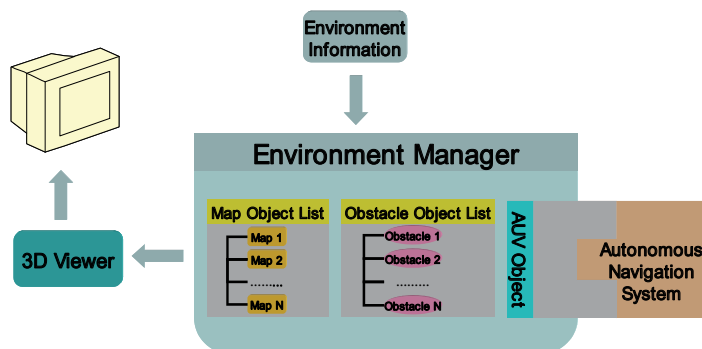 Environment
Information
Environment Manager
Map Object List
Map 1
Map 2
.........
Map N
Obstacle Object List
Obstacle 1
Obstacle 2
.........
Obstacle N
AUV Object
Autonomous
Navigation
System
3D Viewer